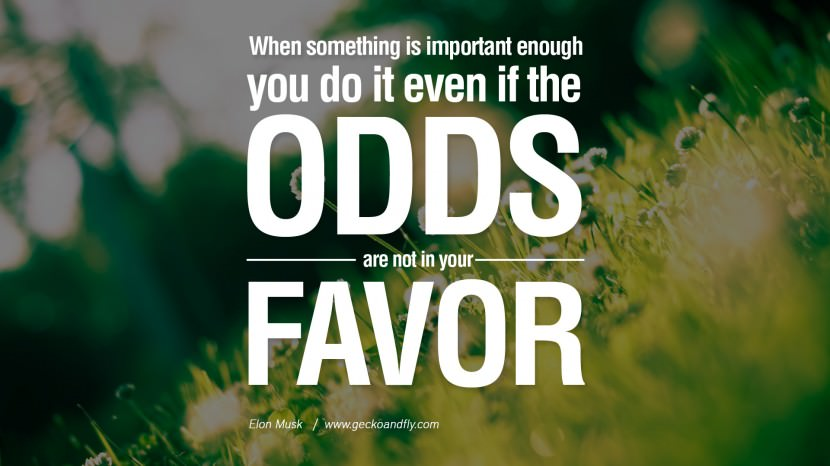 When something is important enough
you do it even if the
ODDS
are not in your
FAVOR
Elon Musk / www.geckoandfly.com